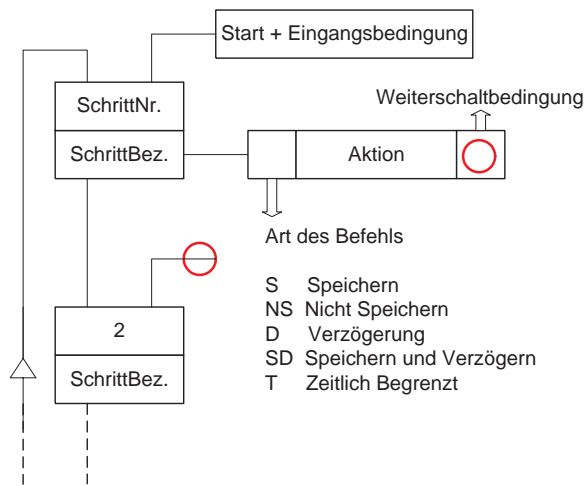 Start + Eingangsbedingung
SchrittNr.
Weiterschaltbedingung
SchrittBez.
Aktion
Art des Befehls
S Speichern
NS Nicht Speichern
D Verzögerung
SD Speichern und Verzögern
T Zeitlich Begrenzt
2
SchrittBez.